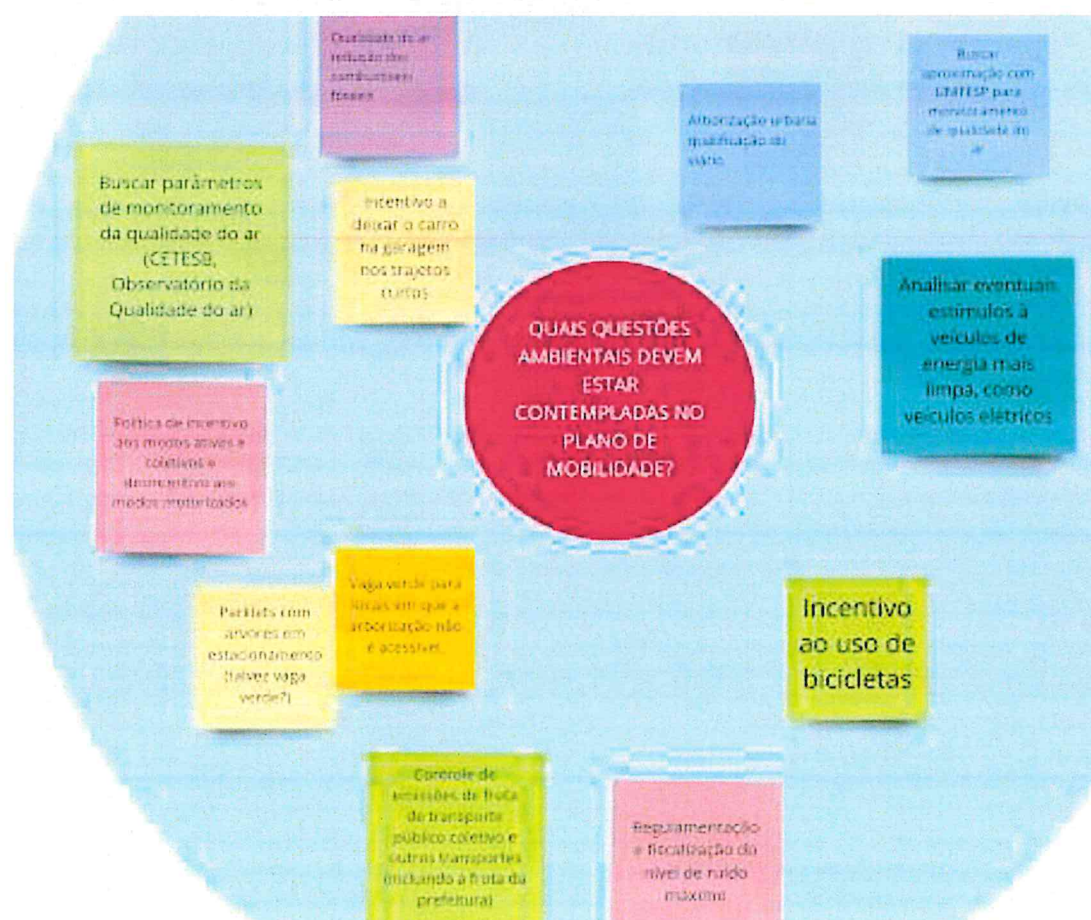 Qualidade do ar
redução dos
combustíveis
fósseis
Buscar
aproximação com
para
monitoramento
de qualidade do
ar
Arborização urbana
qualificação do
viário
Buscar parâmetros
de monitoramento
da qualidade do ar
(CETESB,
Observatório da
Qualidade do ar)
Incentivo a
deixar o carro
na garagem
nos trajetos
curtos
QUAIS QUESTÕES
AMBIENTAIS DEVEM
ESTAR
CONTEMPLADAS NO
PLANO DE
MOBILIDADE?
Analisar eventuais
estímulos à
veículos de
energia mais
limpa, como
veículos elétricos
Política de incentivo
aos modos ativos e
coletivos e
desincentivo aos
modos motorizados
Parklets com
árvores em
estacionamento
(talvez vaga
verde?)
Vaga verde para
locais em que a
arborização não
é acessível.
Incentivo
ao uso de
bicicletas
Controle de
emissões de frota
de transporte
público coletivo e
outros transportes
(incluindo a frota da
prefeitura)
Regulamentação
e fiscalização do
nível de ruído
máximo